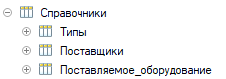 Справочники
Типы
Поставщики
Поставляемое_оборудование